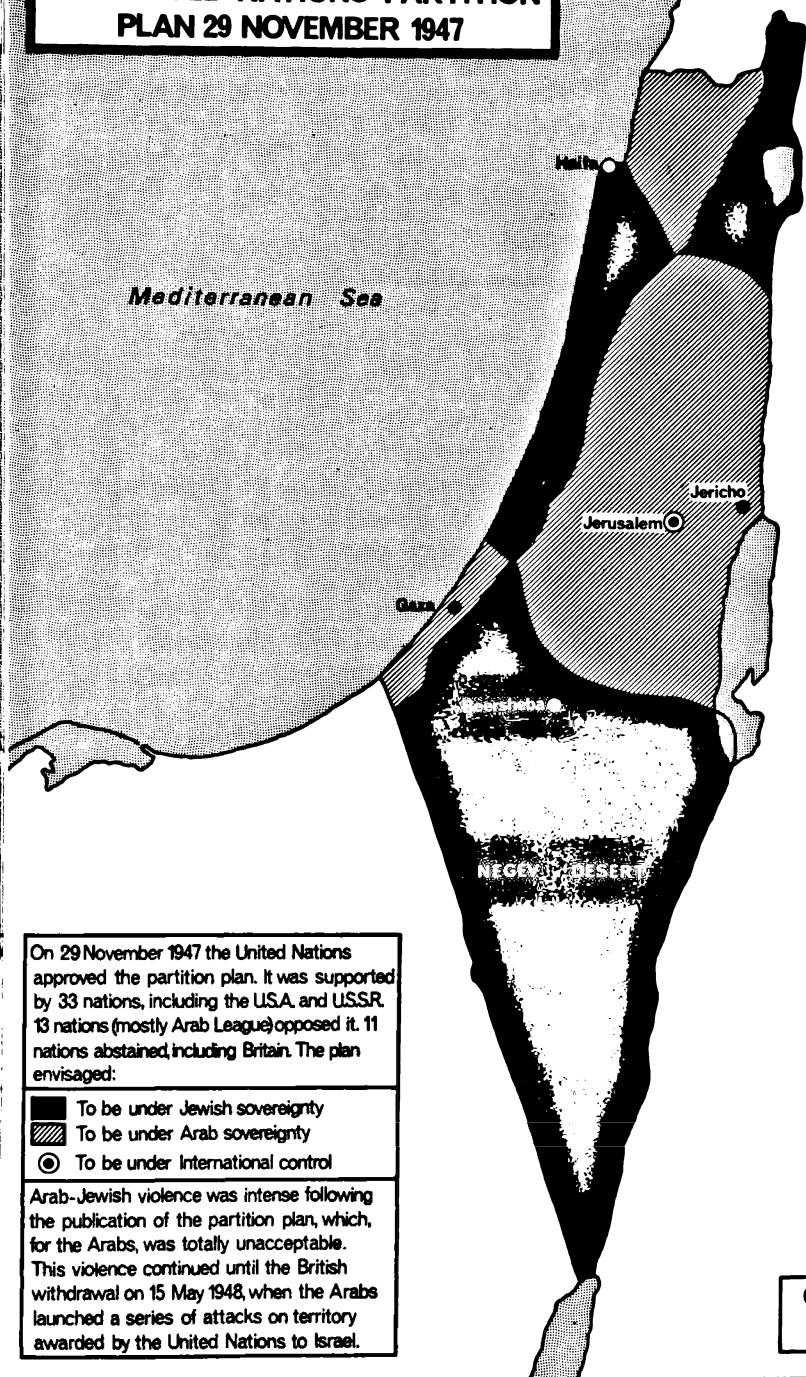 NATIONS PARTITION
PLAN 29 NOVEMBER 1947
Haifa
Mediterranean Sea
Jericho
Jerusalem
Gaza
Beersheba
NEGEV DESERT
On 29 November 1947 the United Nations
approved the partition plan. It was supported
by 33 nations, including the U.S.A. and U.S.S.R.
13 nations (mostly Arab League) opposed it. 11
nations abstained, including Britain. The plan
envisaged:
To be under Jewish sovereignty
To be under Arab sovereignty
To be under International control
Arab-Jewish violence was intense following
the publication of the partition plan, which,
for the Arabs, was totally unacceptable.
This violence continued until the British
withdrawal on 15 May 1948, when the Arabs
launched a series of attacks on territory
awarded by the United Nations to Israel.